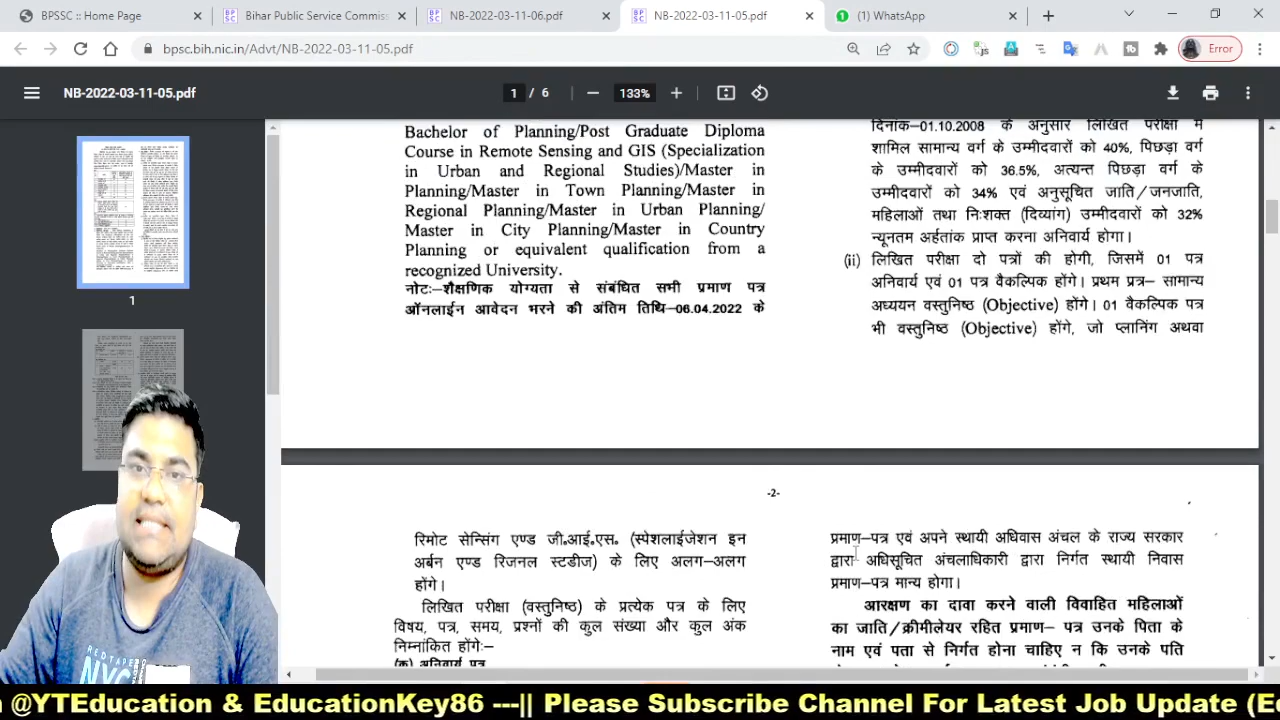 BPSSC :: Home Page
Bihar Public Service Commis
NB-2022-03-11-06.pdf
NB-2022-03-11-05.pdf
(1) WhatsApp
bpsc.bih.nic.in/Advt/NB-2022-03-11-05.pdf
Error
NB-2022-03-11-05.pdf
1 / 6
133%
1
Bachelor of Planning/Post Graduate Diploma
Course in Remote Sensing and GIS (Specialization
in Urban and Regional Studies)/Master in
Planning/Master in Town Planning/Master in
Regional Planning/Master in Urban Planning/
Master in City Planning/Master in Country
Planning or equivalent qualification from a
recognized University.
नोटः–शैक्षणिक योग्यता से संबंधित सभी प्रमाण पत्र
ऑनलाईन आवेदन भरने की अंतिम तिथि–06.04.2022 के
दिनांक–01.10.2008 के अनुसार लिखित परीक्षा में
शामिल सामान्य वर्ग के उम्मीदवारों को 40%, पिछड़ा वर्ग
के उम्मीदवारों को 36.5%, अत्यन्त पिछड़ा वर्ग के
उम्मीदवारों को 34% एवं अनुसूचित जाति/जनजाति,
महिलाओं तथा निःशक्त (दिव्यांग) उम्मीदवारों को 32%
न्यूनतम अर्हतांक प्राप्त करना अनिवार्य होगा।
(ii) लिखित परीक्षा दो पत्रों की होगी, जिसमें 01 पत्र
अनिवार्य एवं 01 पत्र वैकल्पिक होंगे। प्रथम प्रत्र– सामान्य
अध्ययन वस्तुनिष्ठ (Objective) होंगे। 01 वैकल्पिक पत्र
भी वस्तुनिष्ठ (Objective) होंगे, जो प्लानिंग अथवा
-2-
रिमोट सेन्सिंग एण्ड जी०आई०एस० (स्पेशलाईजेशन इन
अर्बन एण्ड रिजनल स्टडीज) के लिए अलग–अलग
होंगे।
लिखित परीक्षा (वस्तुनिष्ठ) के प्रत्येक पत्र के लिए
विषय, पत्र, समय, प्रश्नों की कुल संख्या और कुल अंक
निम्नांकित होंगेः–
(क) अनिवार्य पत्र
प्रमाण–पत्र एवं अपने स्थायी अधिवास अंचल के राज्य सरकार
द्वारा अधिसूचित अंचलाधिकारी द्वारा निर्गत स्थायी निवास
प्रमाण–पत्र मान्य होगा।
आरक्षण का दावा करने वाली विवाहित महिलाओं
का जाति/क्रीमीलेयर रहित प्रमाण– पत्र उनके पिता के
नाम एवं पता से निर्गत होना चाहिए न कि उनके पति
REDTAPE
NYC
@YTEducation & EducationKey86 ---|| Please Subscribe Channel For Latest Job Update